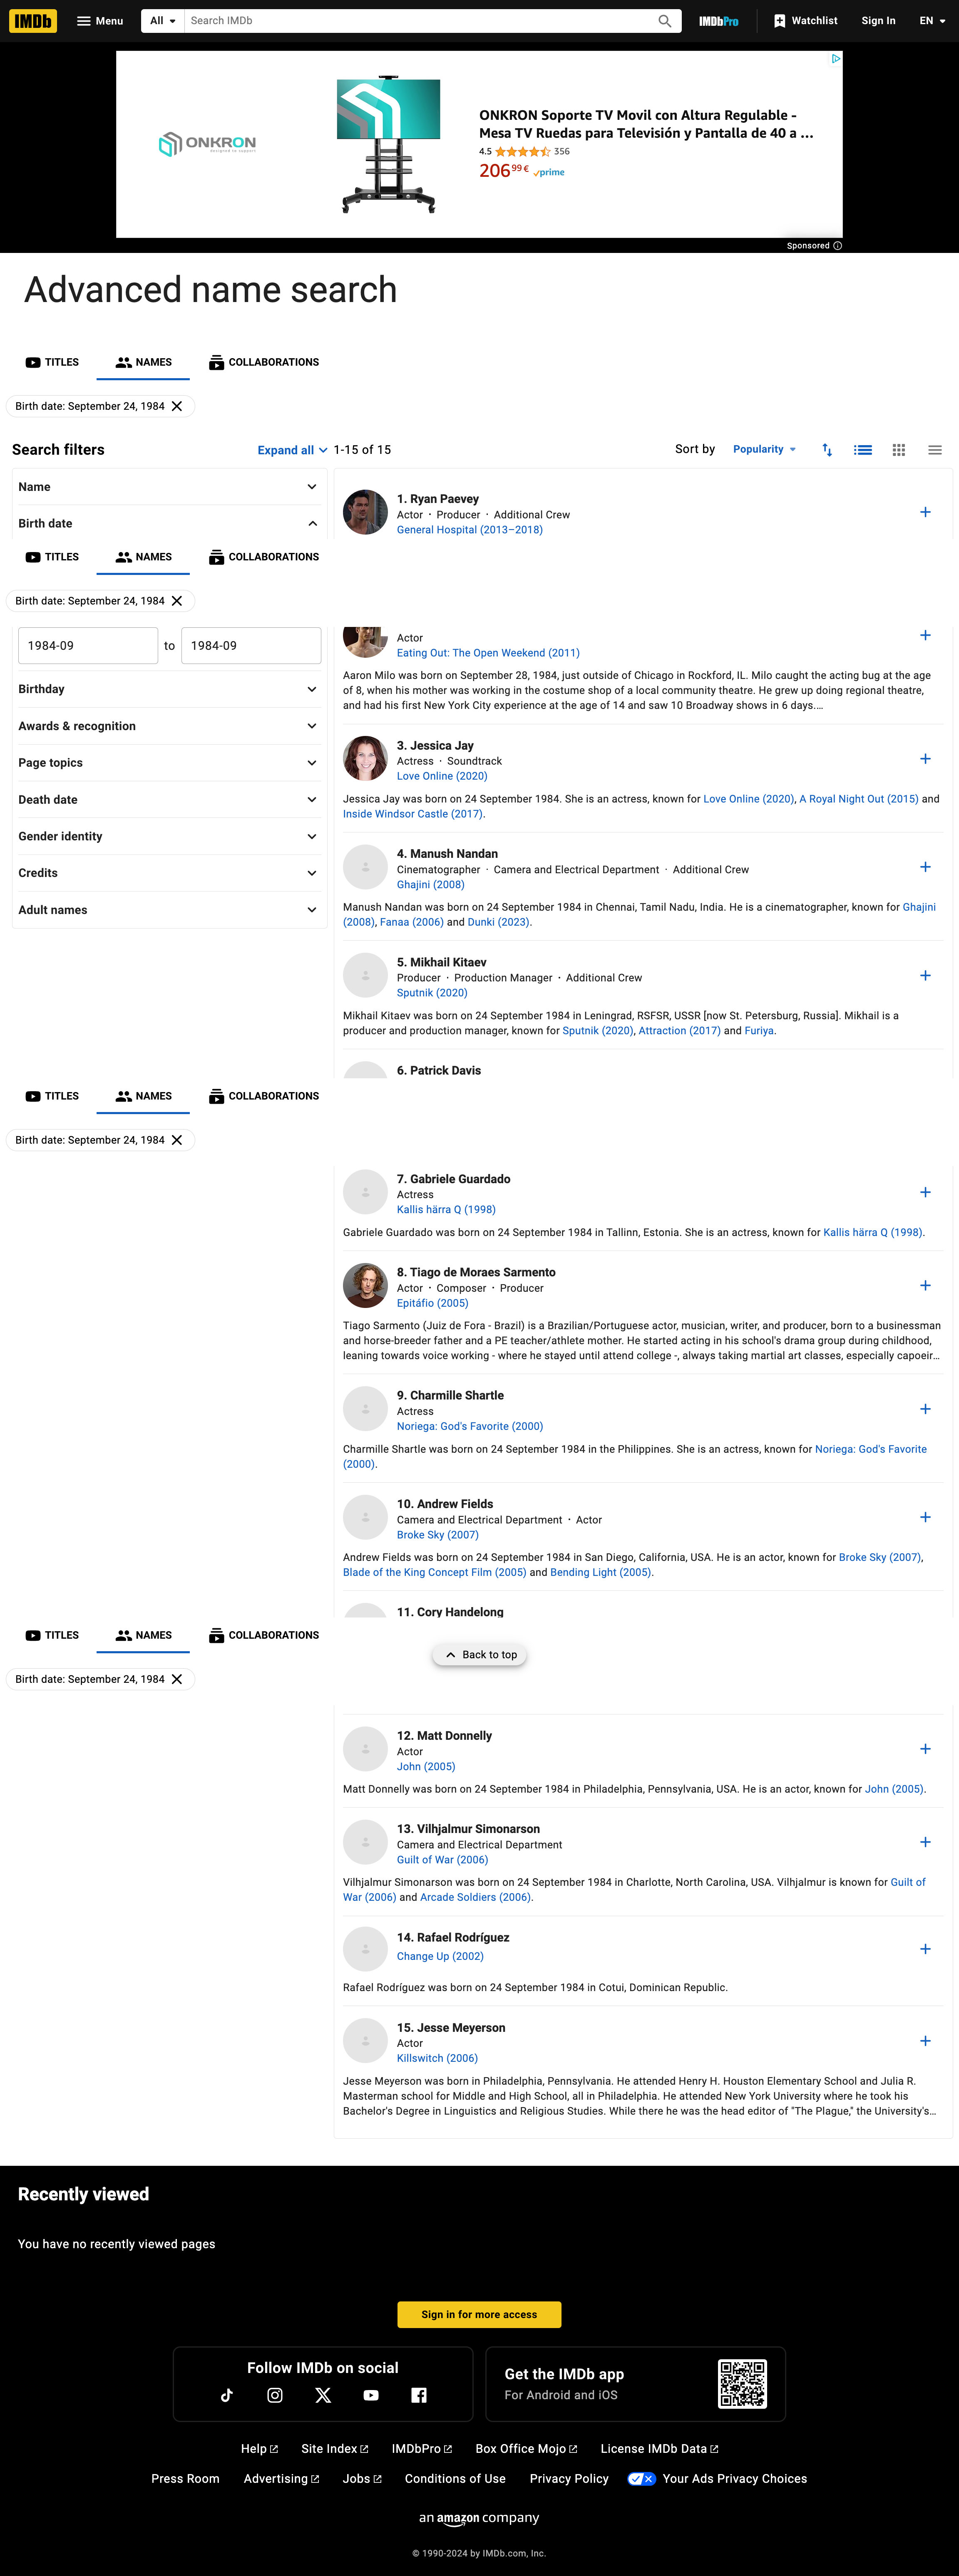 IMDb
Menu
All
Search IMDb
IMDbPro
Watchlist
Sign In
EN
ONKRON
ONKRON Soporte TV Movil con Altura Regulable -
Mesa TV Ruedas para Televisión y Pantalla de 40 a ...
4.5 356
206 99 € prime
Sponsored
Advanced name search
TITLES
NAMES
COLLABORATIONS
Birth date: September 24, 1984
Search filters
Expand all
1-15 of 15
Sort by
Popularity
Name
Birth date
1. Ryan Paevey
Actor · Producer · Additional Crew
General Hospital (2013–2018)
TITLES
NAMES
COLLABORATIONS
Birth date: September 24, 1984
1984-09 to 1984-09
Birthday
Awards & recognition
Page topics
Death date
Gender identity
Credits
Adult names
Actor
Eating Out: The Open Weekend (2011)
Aaron Milo was born on September 28, 1984, just outside of Chicago in Rockford, IL. Milo caught the acting bug at the age
of 8, when his mother was working in the costume shop of a local community theatre. He grew up doing regional theatre,
and had his first New York City experience at the age of 14 and saw 10 Broadway shows in 6 days....
3. Jessica Jay
Actress · Soundtrack
Love Online (2020)
Jessica Jay was born on 24 September 1984. She is an actress, known for Love Online (2020), A Royal Night Out (2015) and
Inside Windsor Castle (2017).
4. Manush Nandan
Cinematographer · Camera and Electrical Department · Additional Crew
Ghajini (2008)
Manush Nandan was born on 24 September 1984 in Chennai, Tamil Nadu, India. He is a cinematographer, known for Ghajini
(2008), Fanaa (2006) and Dunki (2023).
5. Mikhail Kitaev
Producer · Production Manager · Additional Crew
Sputnik (2020)
Mikhail Kitaev was born on 24 September 1984 in Leningrad, RSFSR, USSR [now St. Petersburg, Russia]. Mikhail is a
producer and production manager, known for Sputnik (2020), Attraction (2017) and Furiya.
6. Patrick Davis
TITLES
NAMES
COLLABORATIONS
Birth date: September 24, 1984
7. Gabriele Guardado
Actress
Kallis härra Q (1998)
Gabriele Guardado was born on 24 September 1984 in Tallinn, Estonia. She is an actress, known for Kallis härra Q (1998).
8. Tiago de Moraes Sarmento
Actor · Composer · Producer
Epitáfio (2005)
Tiago Sarmento (Juiz de Fora - Brazil) is a Brazilian/Portuguese actor, musician, writer, and producer, born to a businessman
and horse-breeder father and a PE teacher/athlete mother. He started acting in his school's drama group during childhood,
leaning towards voice working - where he stayed until attend college -, always taking martial art classes, especially capoeir...
9. Charmille Shartle
Actress
Noriega: God's Favorite (2000)
Charmille Shartle was born on 24 September 1984 in the Philippines. She is an actress, known for Noriega: God's Favorite
(2000).
10. Andrew Fields
Camera and Electrical Department · Actor
Broke Sky (2007)
Andrew Fields was born on 24 September 1984 in San Diego, California, USA. He is an actor, known for Broke Sky (2007),
Blade of the King Concept Film (2005) and Bending Light (2005).
11. Cory Handelong
TITLES
NAMES
COLLABORATIONS
Back to top
Birth date: September 24, 1984
12. Matt Donnelly
Actor
John (2005)
Matt Donnelly was born on 24 September 1984 in Philadelphia, Pennsylvania, USA. He is an actor, known for John (2005).
13. Vilhjalmur Simonarson
Camera and Electrical Department
Guilt of War (2006)
Vilhjalmur Simonarson was born on 24 September 1984 in Charlotte, North Carolina, USA. Vilhjalmur is known for Guilt of
War (2006) and Arcade Soldiers (2006).
14. Rafael Rodríguez
Change Up (2002)
Rafael Rodríguez was born on 24 September 1984 in Cotui, Dominican Republic.
15. Jesse Meyerson
Actor
Killswitch (2006)
Jesse Meyerson was born in Philadelphia, Pennsylvania. He attended Henry H. Houston Elementary School and Julia R.
Masterman school for Middle and High School, all in Philadelphia. He attended New York University where he took his
Bachelor's Degree in Linguistics and Religious Studies. While there he was the head editor of "The Plague," the University's...
Recently viewed
You have no recently viewed pages
Sign in for more access
Follow IMDb on social
Get the IMDb app
For Android and iOS
Help
Site Index
IMDbPro
Box Office Mojo
License IMDb Data
Press Room
Advertising
Jobs
Conditions of Use
Privacy Policy
Your Ads Privacy Choices
an amazon company
© 1990-2024 by IMDb.com, Inc.